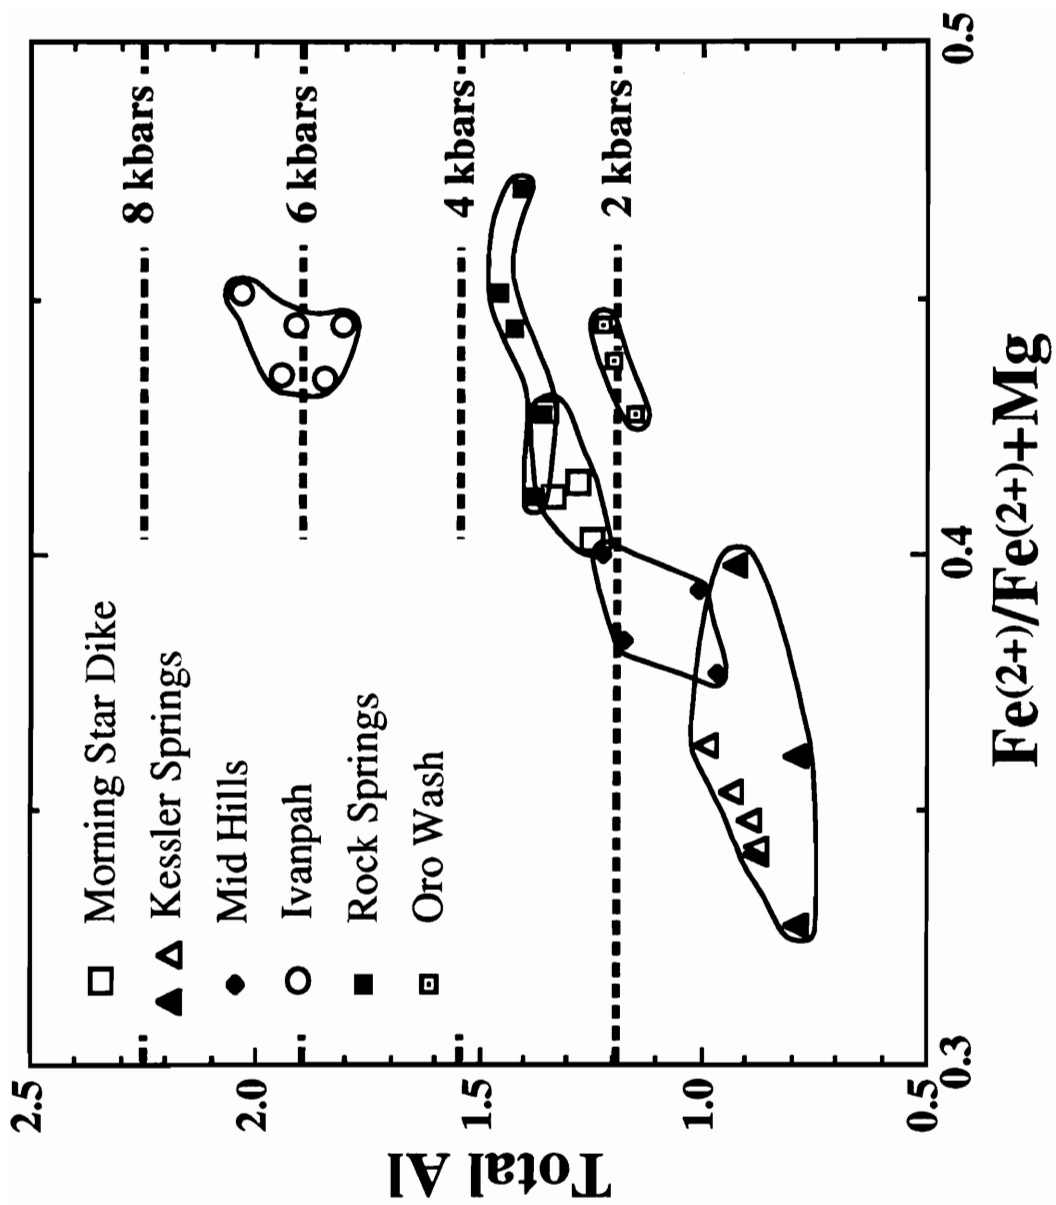 Total Al
2.5
2.0
1.5
1.0
0.5
0.3
0.4
0.5
Fe(2+)/Fe(2+)+Mg
Morning Star Dike
Kessler Springs
Mid Hills
Ivanpah
Rock Springs
Oro Wash
8 kbars
6 kbars
4 kbars
2 kbars